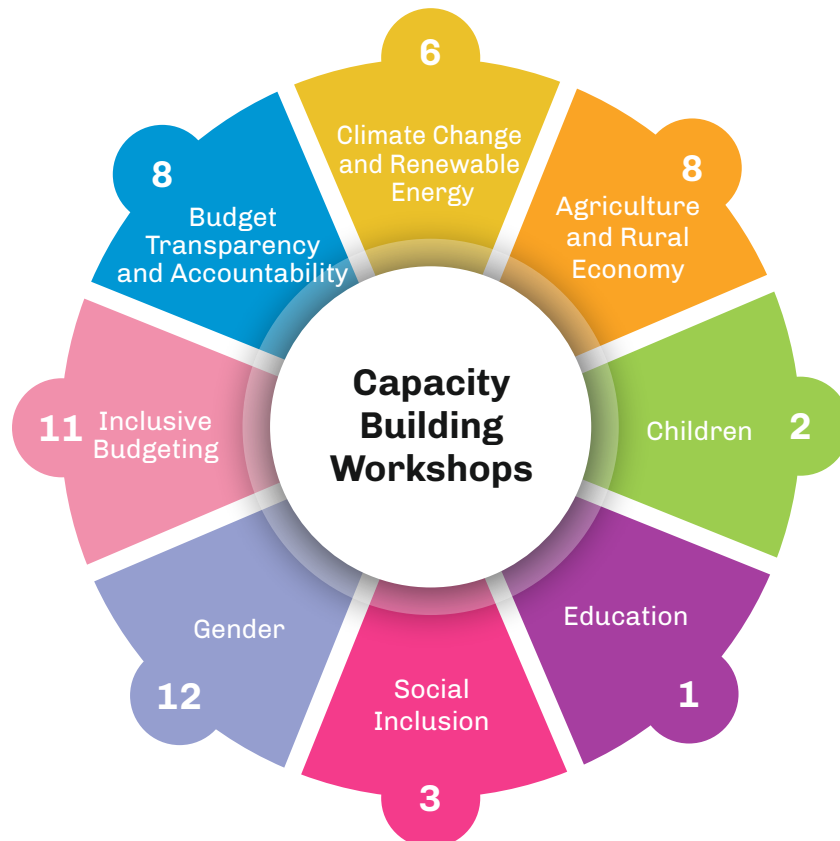 6
Climate Change
and Renewable
Energy
8
Agriculture
and Rural
Economy
Children
2
Education
1
Social
Inclusion
3
Gender
12
11
Inclusive
Budgeting
8
Budget
Transparency
and Accountability
Capacity
Building
Workshops